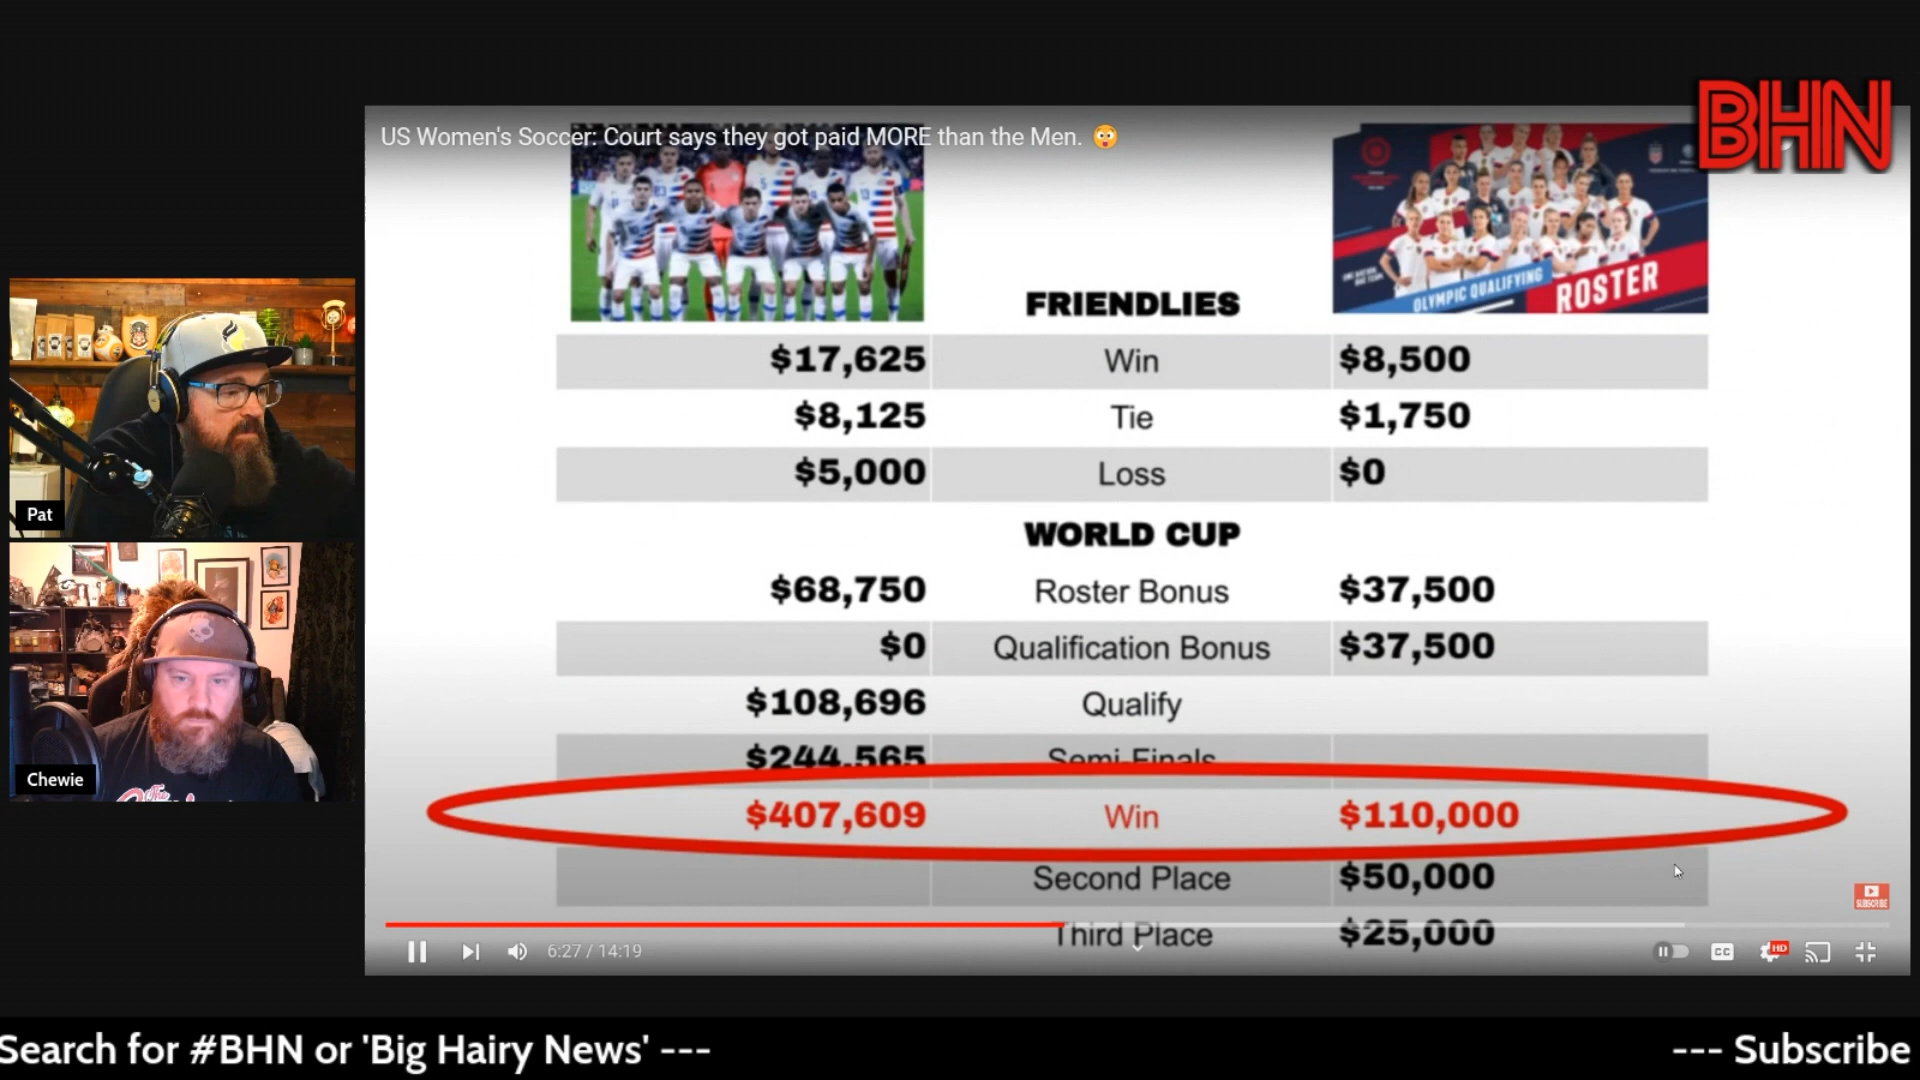 BHN
US Women's Soccer: Court says they got paid MORE than the Men. 😳
OLYMPIC QUALIFYING
ROSTER
FRIENDLIES
$17,625 Win $8,500
$8,125 Tie $1,750
$5,000 Loss $0
WORLD CUP
$68,750 Roster Bonus $37,500
$0 Qualification Bonus $37,500
$108,696 Qualify
$244,565 Semi-Finals
$407,609 Win $110,000
Second Place $50,000
Third Place $25,000
Pat
Chewie
SUBSCRIBE
6:27 / 14:19
CC
HD
Search for #BHN or 'Big Hairy News' --- --- Subscribe